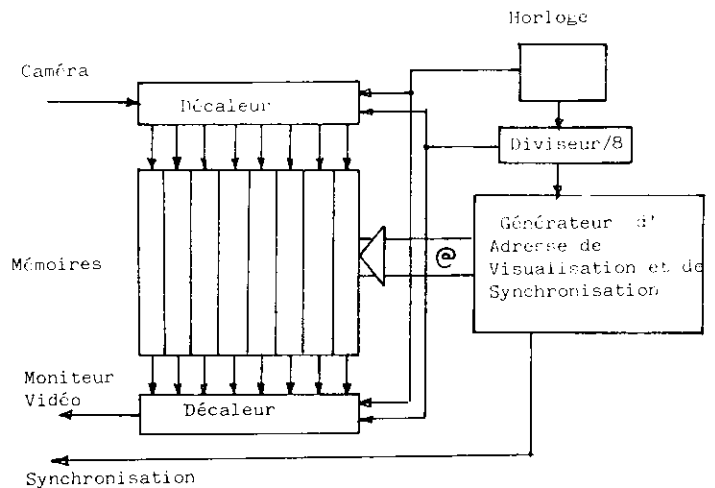 Horloge
Caméra
Décaleur
Diviseur/8
Générateur d'
Adresse de
Visualisation et de
Synchronisation
@
Mémoires
Moniteur
Vidéo
Décaleur
Synchronisation